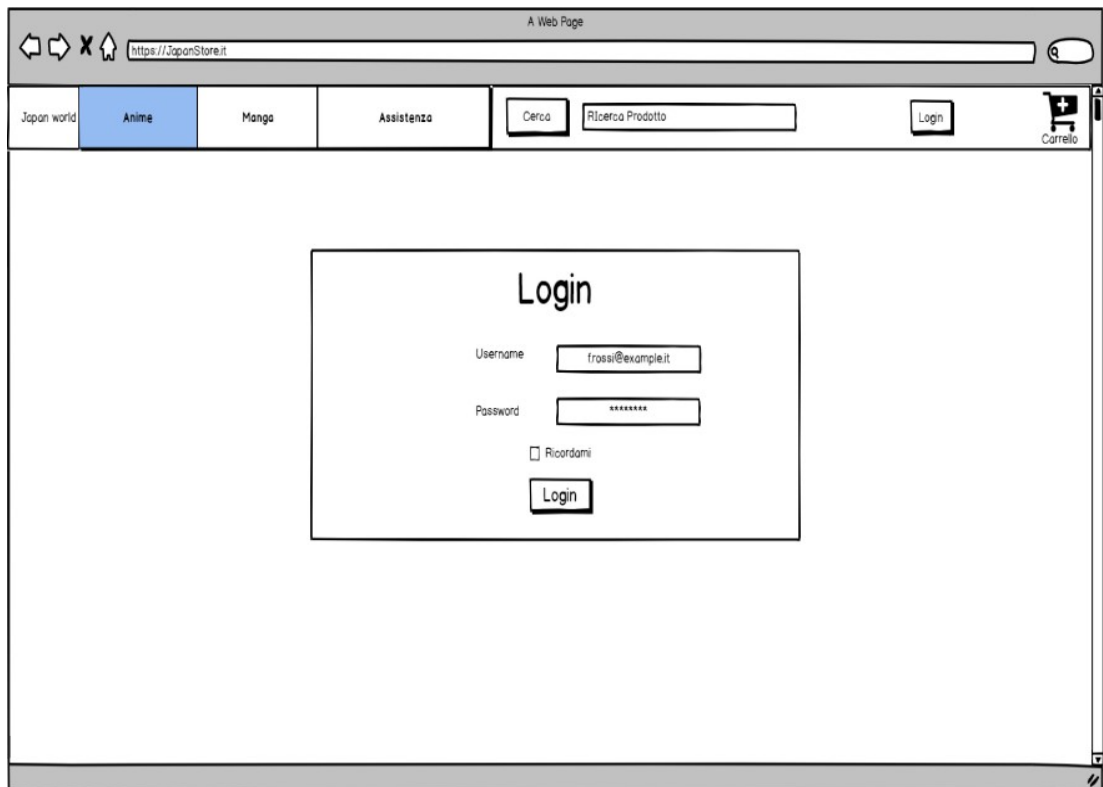 A Web Page
https://JapanStore.it
Japan world Anime Manga Assistenza Cerca RIcerca Prodotto Login Carrello
Login
Username f.rossi@example.it
Password ********
Ricordami
Login